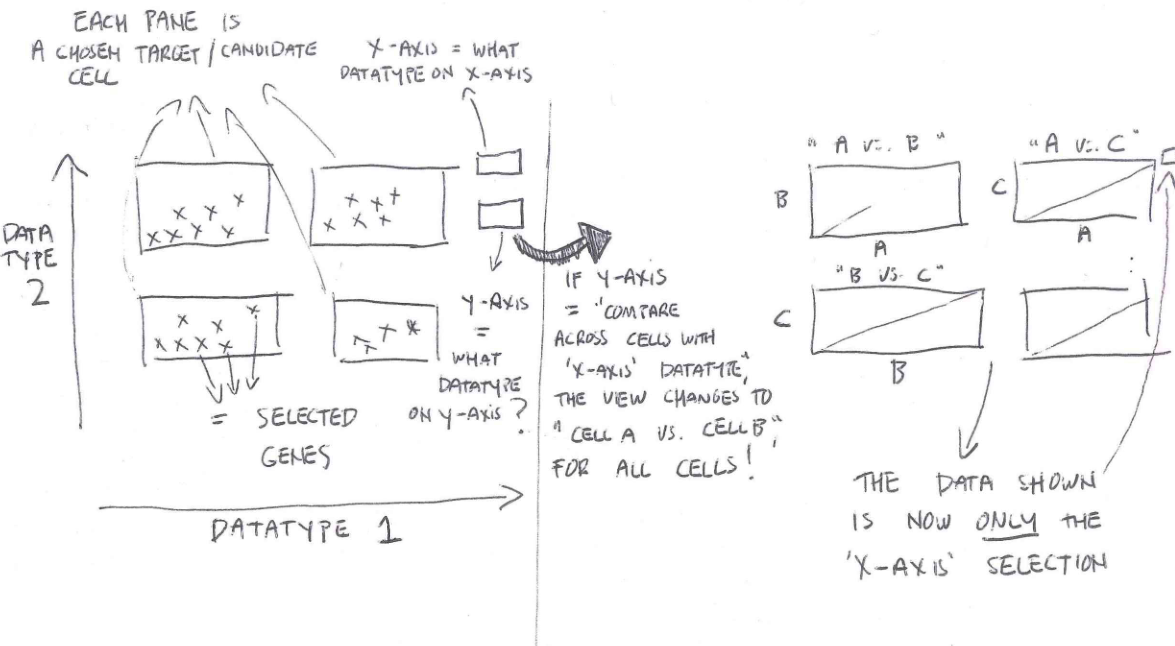 EACH PANE IS
A CHOSEN TARGET / CANDIDATE
CELL
X-AXIS = WHAT
DATATYPE ON X-AXIS
DATA
TYPE
2
Y-AXIS
=
WHAT
DATATYPE
ON Y-AXIS ?
= SELECTED
GENES
DATATYPE 1
IF Y-AXIS
= "COMPARE
ACROSS CELLS WITH
'X-AXIS' DATATYPE",
THE VIEW CHANGES TO
"CELL A VS. CELL B",
FOR ALL CELLS!
"A VS. B"
B
A
"A VS. C"
C
A
"B VS. C"
C
B
THE DATA SHOWN
IS NOW ONLY THE
'X-AXIS' SELECTION